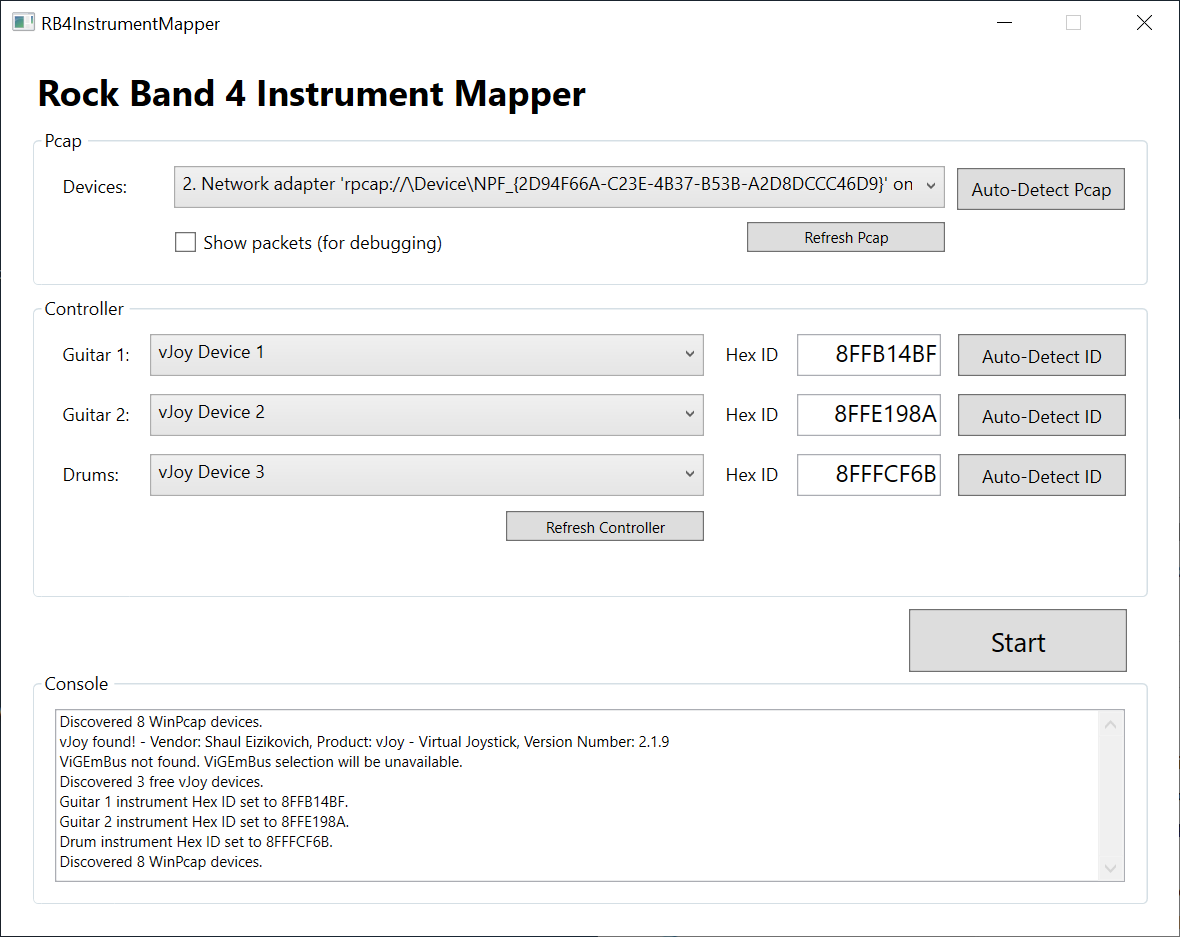 RB4InstrumentMapper
Rock Band 4 Instrument Mapper
Pcap
Devices:
2. Network adapter 'rpcap://\Device\NPF_{2D94F66A-C23E-4B37-B53B-A2D8DCCC46D9}' on
Auto-Detect Pcap
Show packets (for debugging)
Refresh Pcap
Controller
Guitar 1:
vJoy Device 1
Hex ID
8FFB14BF
Auto-Detect ID
Guitar 2:
vJoy Device 2
Hex ID
8FFE198A
Auto-Detect ID
Drums:
vJoy Device 3
Hex ID
8FFFCF6B
Auto-Detect ID
Refresh Controller
Start
Console
Discovered 8 WinPcap devices.
vJoy found! - Vendor: Shaul Eizikovich, Product: vJoy - Virtual Joystick, Version Number: 2.1.9
ViGEmBus not found. ViGEmBus selection will be unavailable.
Discovered 3 free vJoy devices.
Guitar 1 instrument Hex ID set to 8FFB14BF.
Guitar 2 instrument Hex ID set to 8FFE198A.
Drum instrument Hex ID set to 8FFFCF6B.
Discovered 8 WinPcap devices.